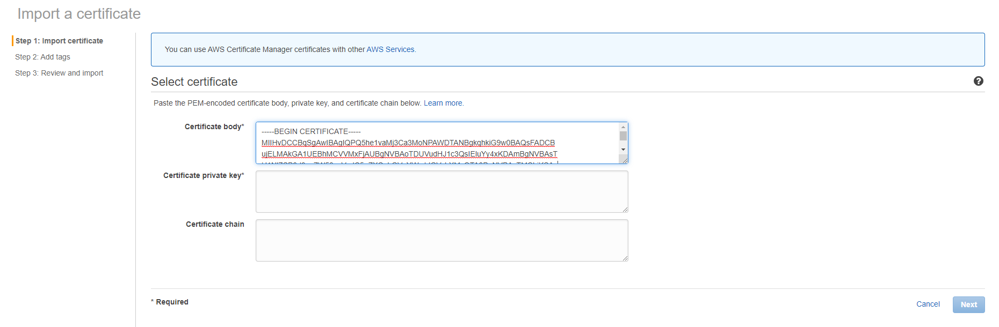 Import a certificate
Step 1: Import certificate
Step 2: Add tags
Step 3: Review and import
You can use AWS Certificate Manager certificates with other AWS Services.
Select certificate
Paste the PEM-encoded certificate body, private key, and certificate chain below. Learn more.
Certificate body*
-----BEGIN CERTIFICATE-----
MIIHvDCCBqSgAwIBAgIQPQ5he1vaMj3Ca3MoNPAWDTANBgkqhkiG9w0BAQsFADCB
ujELMAkGA1UEBhMCVVMxFjAUBgNVBAoTDUVudHJ1c3QsIEluYy4xKDAmBgNVBAsT
Certificate private key*
Certificate chain
* Required
Cancel
Next